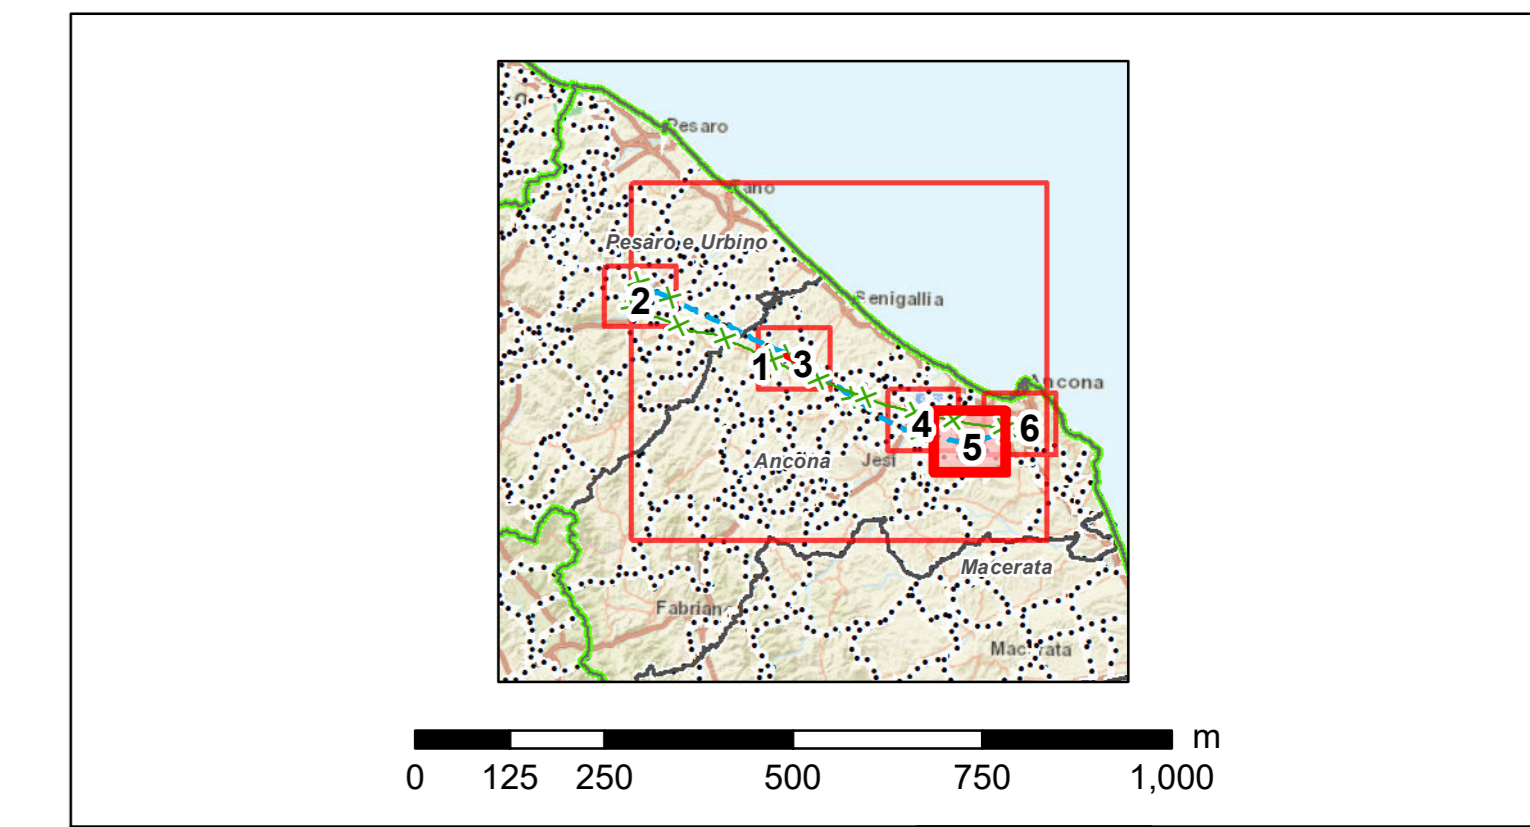 Pesaro
Fano
Pesaro e Urbino
2
Senigallia
1
3
Ancona
4
6
5
Ancona
Jesi
Macerata
Fabriano
Macerata
m
0 125 250 500 750 1,000